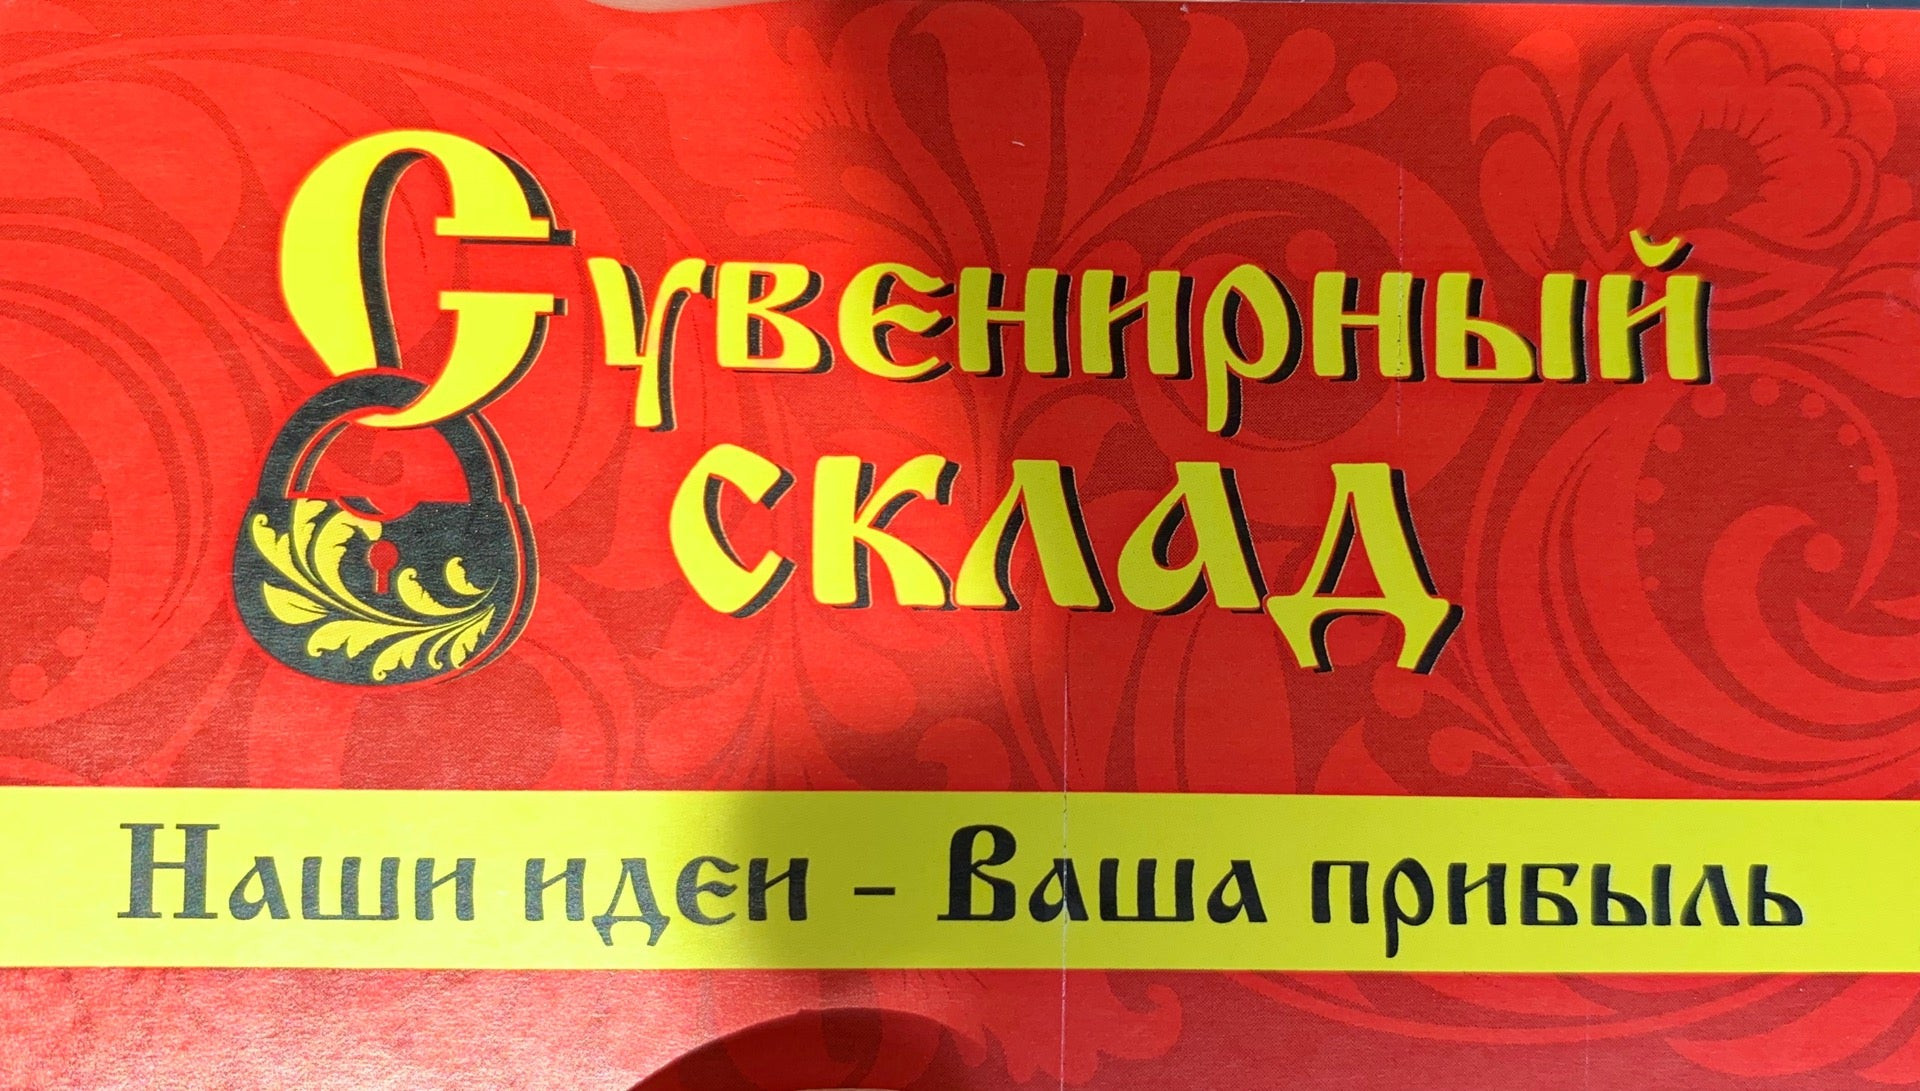 Сувенирный
склад
Наши идеи - Ваша прибыль